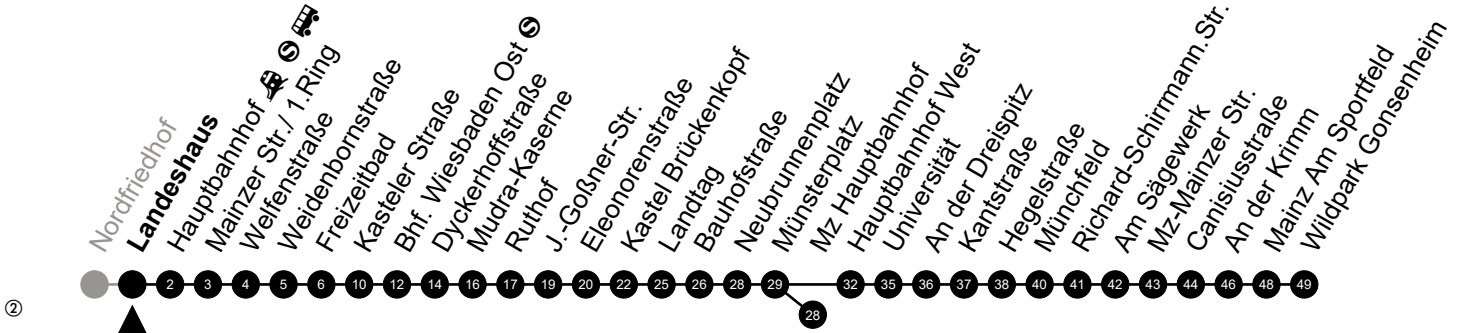 Nordfriedhof
Landeshaus
Hauptbahnhof
Mainzer Str./ 1.Ring
Welfenstraße
Weidenbornstraße
Freizeitbad
Kasteler Straße
Bhf. Wiesbaden Ost S
Dyckerhoffstraße
Mudra-Kaserne
Ruthof
J.-Goßner-Str.
Eleonorenstraße
Kastel Brückenkopf
Landtag
Bauhofstraße
Neubrunnenplatz
Münsterplatz
Mz Hauptbahnhof
Hauptbahnhof West
Universität
An der Dreispitz
Kantstraße
Hegelstraße
Münchfeld
Richard-Schirrmann.Str.
Am Sägewerk
Mz-Mainzer Str.
Canisiusstraße
An der Krimm
Mainz Am Sportfeld
Wildpark Gonsenheim
2 3 4 5 6 10 12 14 16 17 19 20 22 25 26 28 29 32 35 36 37 38 40 41 42 43 44 46 48 49
28
②